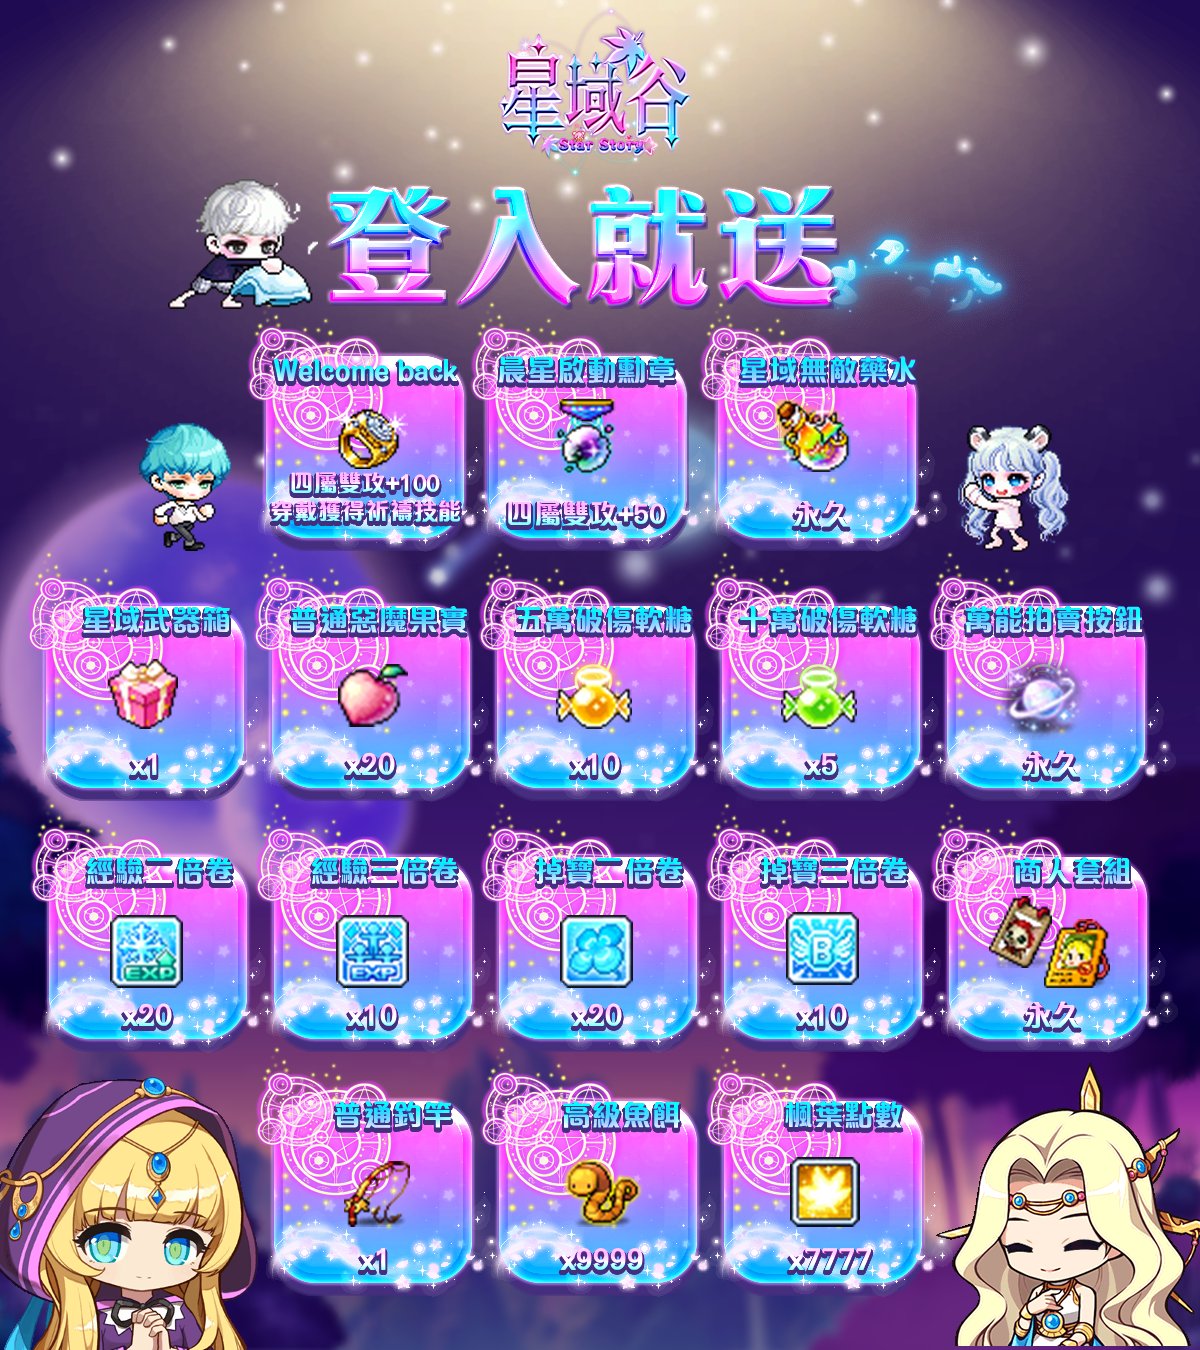 星域谷
Star Story
登入就送
Welcome back
四屬雙攻+100
穿戴獲得祈禱技能
晨星啟動勳章
四屬雙攻+50
星域無敵藥水
永久
星域武器箱
x1
普通惡魔果實
x20
五萬破傷軟糖
x10
十萬破傷軟糖
x5
萬能拍賣按鈕
永久
經驗二倍卷
EXP
x20
經驗三倍卷
EXP
x10
掉寶二倍卷
x20
掉寶三倍卷
B
x10
商人套組
永久
普通釣竿
x1
高級魚餌
x9999
楓葉點數
x7777